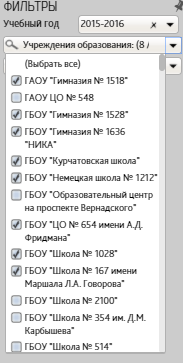 ФИЛЬТРЫ
Учебный год
2015-2016
Учреждения образования: (8 /
(Выбрать все)
ГАОУ "Гимназия № 1518"
ГАОУ ЦО № 548
ГБОУ "Гимназия № 1528"
ГБОУ "Гимназия № 1636
"НИКА"
ГБОУ "Курчатовская школа"
ГБОУ "Немецкая школа № 1212"
ГБОУ "Образовательный центр
на проспекте Вернадского"
ГБОУ "ЦО № 654 имени А.Д.
Фридмана"
ГБОУ "Школа № 1028"
ГБОУ "Школа № 167 имени
Маршала Л.А. Говорова"
ГБОУ "Школа № 2100"
ГБОУ "Школа № 354 им. Д.М.
Карбышева"
ГБОУ "Школа № 514"